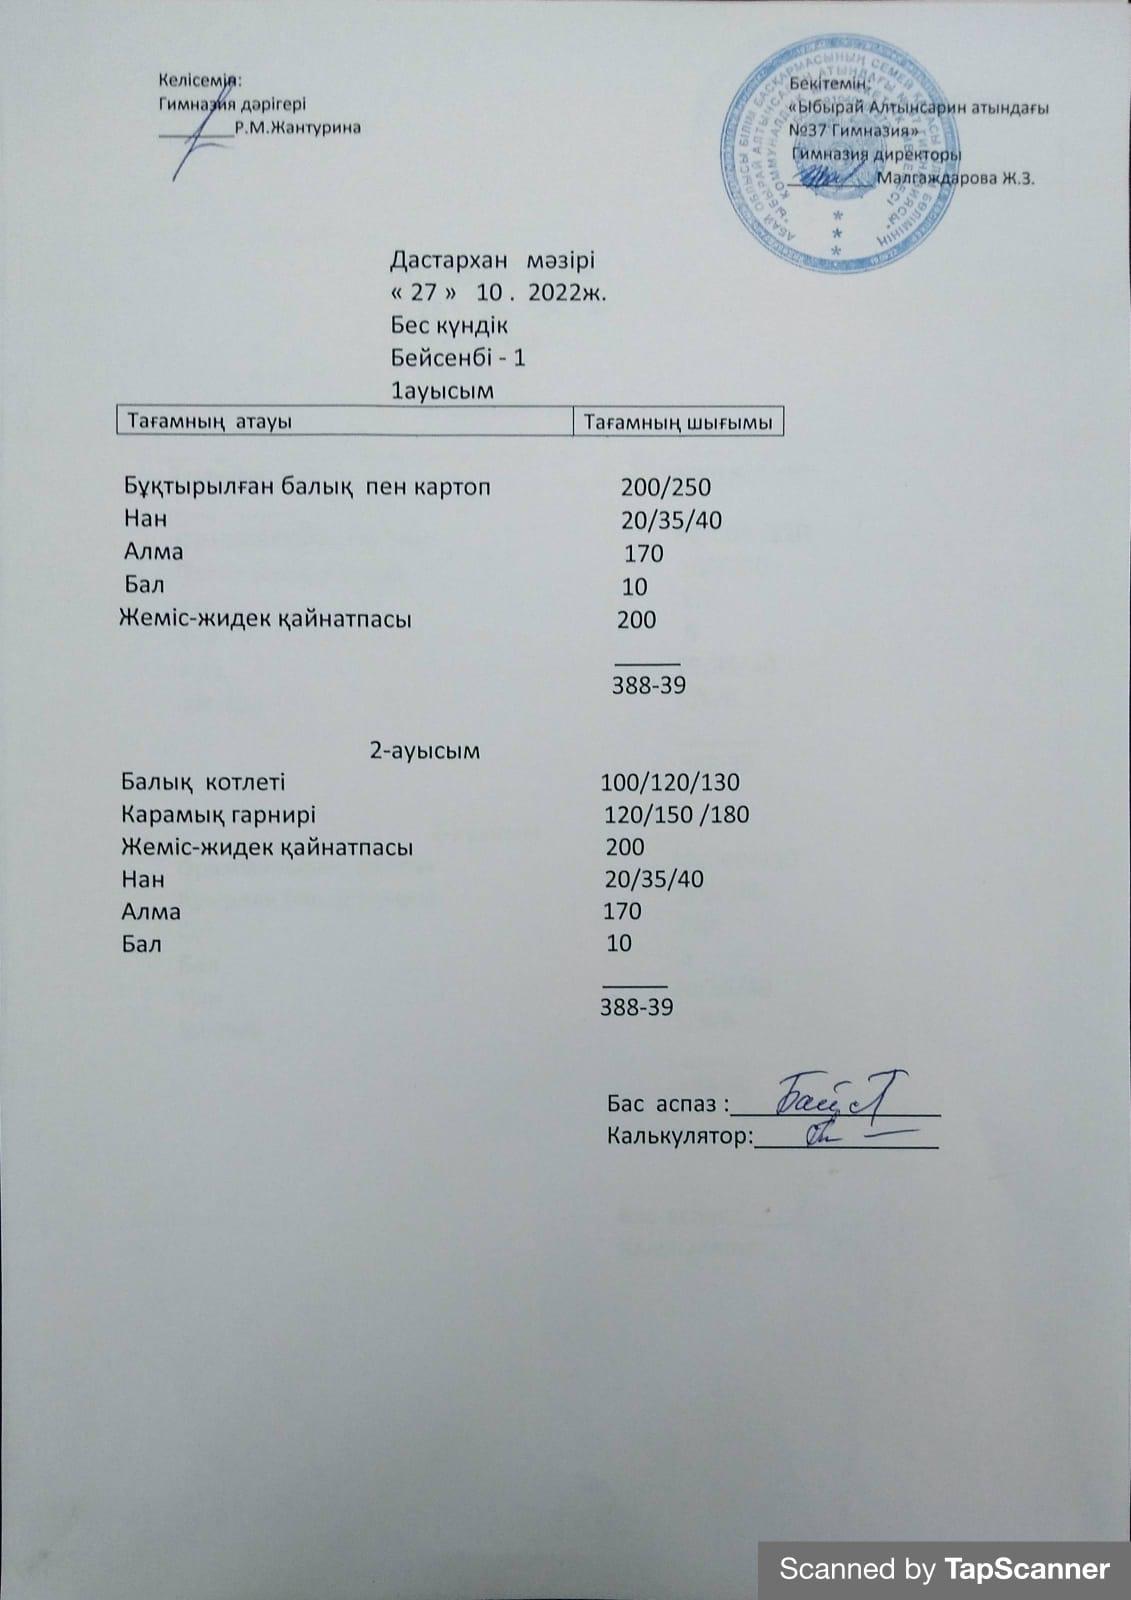 Келісемін:
Гимназия дәрігері
Р.М.Жантурина
Бекітемін:
«Ыбырай Алтынсарин атындағы
№37 Гимназия»
Гимназия директоры
Малгаждарова Ж.З.
Дастархан мәзірі
« 27 » 10 . 2022ж.
Бес күндік
Бейсенбі - 1
1ауысым
Тағамның атауы Тағамның шығымы
Бұқтырылған балық пен картоп 200/250
Нан 20/35/40
Алма 170
Бал 10
Жеміс-жидек қайнатпасы 200
388-39
2-ауысым
Балық котлеті 100/120/130
Карамық гарнирі 120/150 /180
Жеміс-жидек қайнатпасы 200
Нан 20/35/40
Алма 170
Бал 10
388-39
Бас аспаз :
Калькулятор:
Scanned by TapScanner